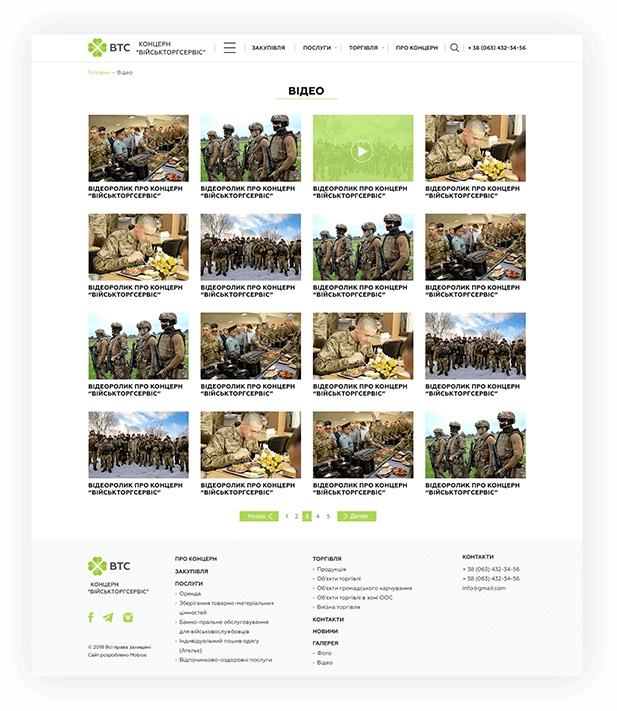 ВТС
КОНЦЕРН
"ВІЙСЬКТОРГСЕРВІС"
ЗАКУПІВЛЯ
ПОСЛУГИ
ТОРГІВЛЯ
ПРО КОНЦЕРН
+ 38 (063) 432-34-56
Головна – Відео
ВІДЕО
ВІДЕОРОЛИК ПРО КОНЦЕРН
"ВІЙСЬКТОРГСЕРВІС"
ВІДЕОРОЛИК ПРО КОНЦЕРН
"ВІЙСЬКТОРГСЕРВІС"
ВІДЕОРОЛИК ПРО КОНЦЕРН
"ВІЙСЬКТОРГСЕРВІС"
ВІДЕОРОЛИК ПРО КОНЦЕРН
"ВІЙСЬКТОРГСЕРВІС"
ВІДЕОРОЛИК ПРО КОНЦЕРН
"ВІЙСЬКТОРГСЕРВІС"
ВІДЕОРОЛИК ПРО КОНЦЕРН
"ВІЙСЬКТОРГСЕРВІС"
ВІДЕОРОЛИК ПРО КОНЦЕРН
"ВІЙСЬКТОРГСЕРВІС"
ВІДЕОРОЛИК ПРО КОНЦЕРН
"ВІЙСЬКТОРГСЕРВІС"
ВІДЕОРОЛИК ПРО КОНЦЕРН
"ВІЙСЬКТОРГСЕРВІС"
ВІДЕОРОЛИК ПРО КОНЦЕРН
"ВІЙСЬКТОРГСЕРВІС"
ВІДЕОРОЛИК ПРО КОНЦЕРН
"ВІЙСЬКТОРГСЕРВІС"
ВІДЕОРОЛИК ПРО КОНЦЕРН
"ВІЙСЬКТОРГСЕРВІС"
ВІДЕОРОЛИК ПРО КОНЦЕРН
"ВІЙСЬКТОРГСЕРВІС"
ВІДЕОРОЛИК ПРО КОНЦЕРН
"ВІЙСЬКТОРГСЕРВІС"
ВІДЕОРОЛИК ПРО КОНЦЕРН
"ВІЙСЬКТОРГСЕРВІС"
ВІДЕОРОЛИК ПРО КОНЦЕРН
"ВІЙСЬКТОРГСЕРВІС"
Назад 1 2 3 4 5 Далее
ВТС
КОНЦЕРН
"ВІЙСЬКТОРГСЕРВІС"
© 2018 Всі права захищені
Сайт розроблено Mobios
ПРО КОНЦЕРН
ЗАКУПІВЛЯ
ПОСЛУГИ
Оренда
Зберігання товарно-матеріальних
цінностей
Банно-пральне обслуговування
для військослужбовців
Індивідуальний пошив одягу
(Ательє)
Відпочинково-оздоровчі послуги
ТОРГІВЛЯ
Продукція
Об'єкти торгівлі
Об'єкти громадського харчування
Об'єкти торгівлі в зоні ООС
Виїзна торгівля
КОНТАКТИ
НОВИНИ
ГАЛЕРЕЯ
Фото
Відео
КОНТАКТИ
+ 38 (063) 432-34-56
+ 38 (063) 432-34-56
info@gmail.com